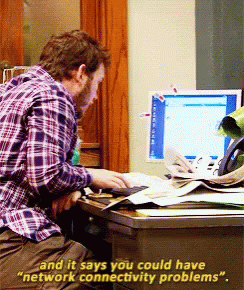 and it says you could have
"network connectivity problems".